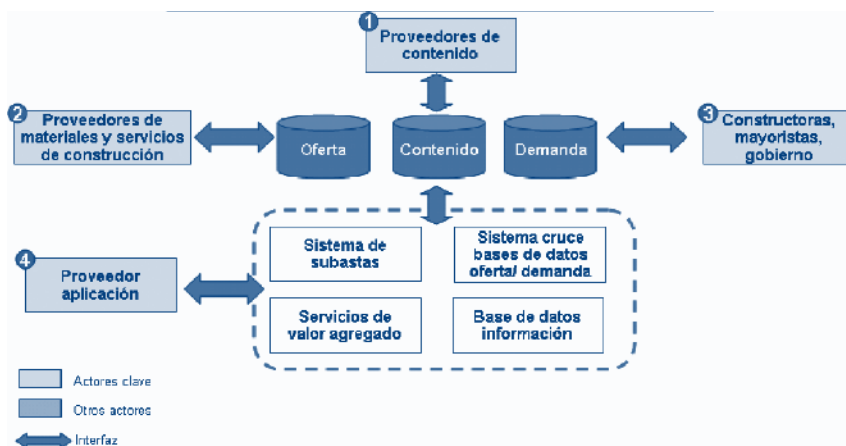 1
Proveedores de
contenido
2
Proveedores de
materiales y servicios
de construcción
Oferta
Contenido
Demanda
3
Constructoras,
mayoristas,
gobierno
4
Proveedor
aplicación
Sistema de
subastas
Sistema cruce
bases de datos
oferta/ demanda
Servicios de
valor agregado
Base de datos
información
Actores clave
Otros actores
Interfaz